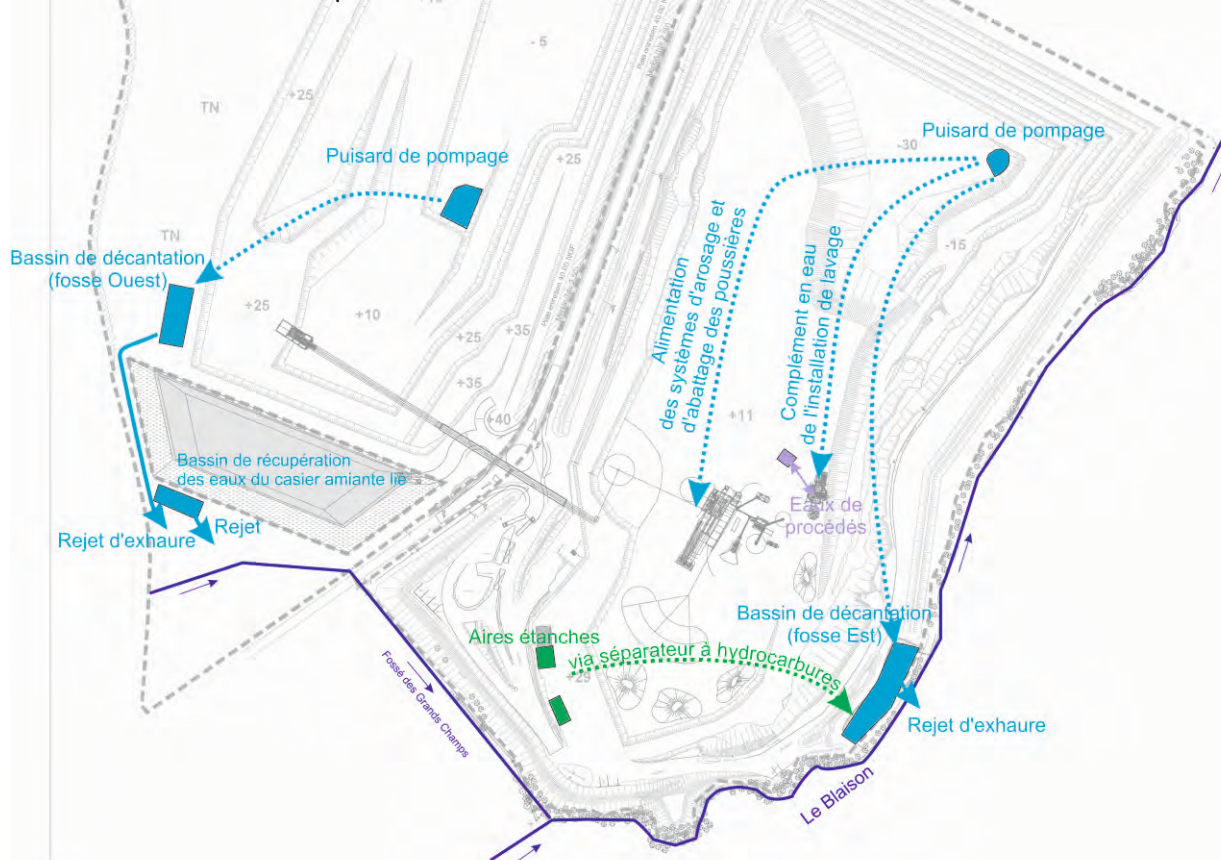 - 5
+25
TN
Puisard de pompage
+25
Puisard de pompage
-30
-15
TN
Bassin de décantation
(fosse Ouest)
+25
+10
+25
+35
+35
+40
Alimentation
des systèmes d'arosage et
d'abattage des poussières
Complément en eau
de l'installation de lavage
+11
Bassin de récupération
des eaux du casier amiante lié
Eaux de
procédés
Rejet
Rejet d'exhaure
Bassin de décantation
(fosse Est)
Aires étanches
via séparateur à hydrocarbures
+29
Fossé des Grands Champs
Rejet d'exhaure
Le Blaison